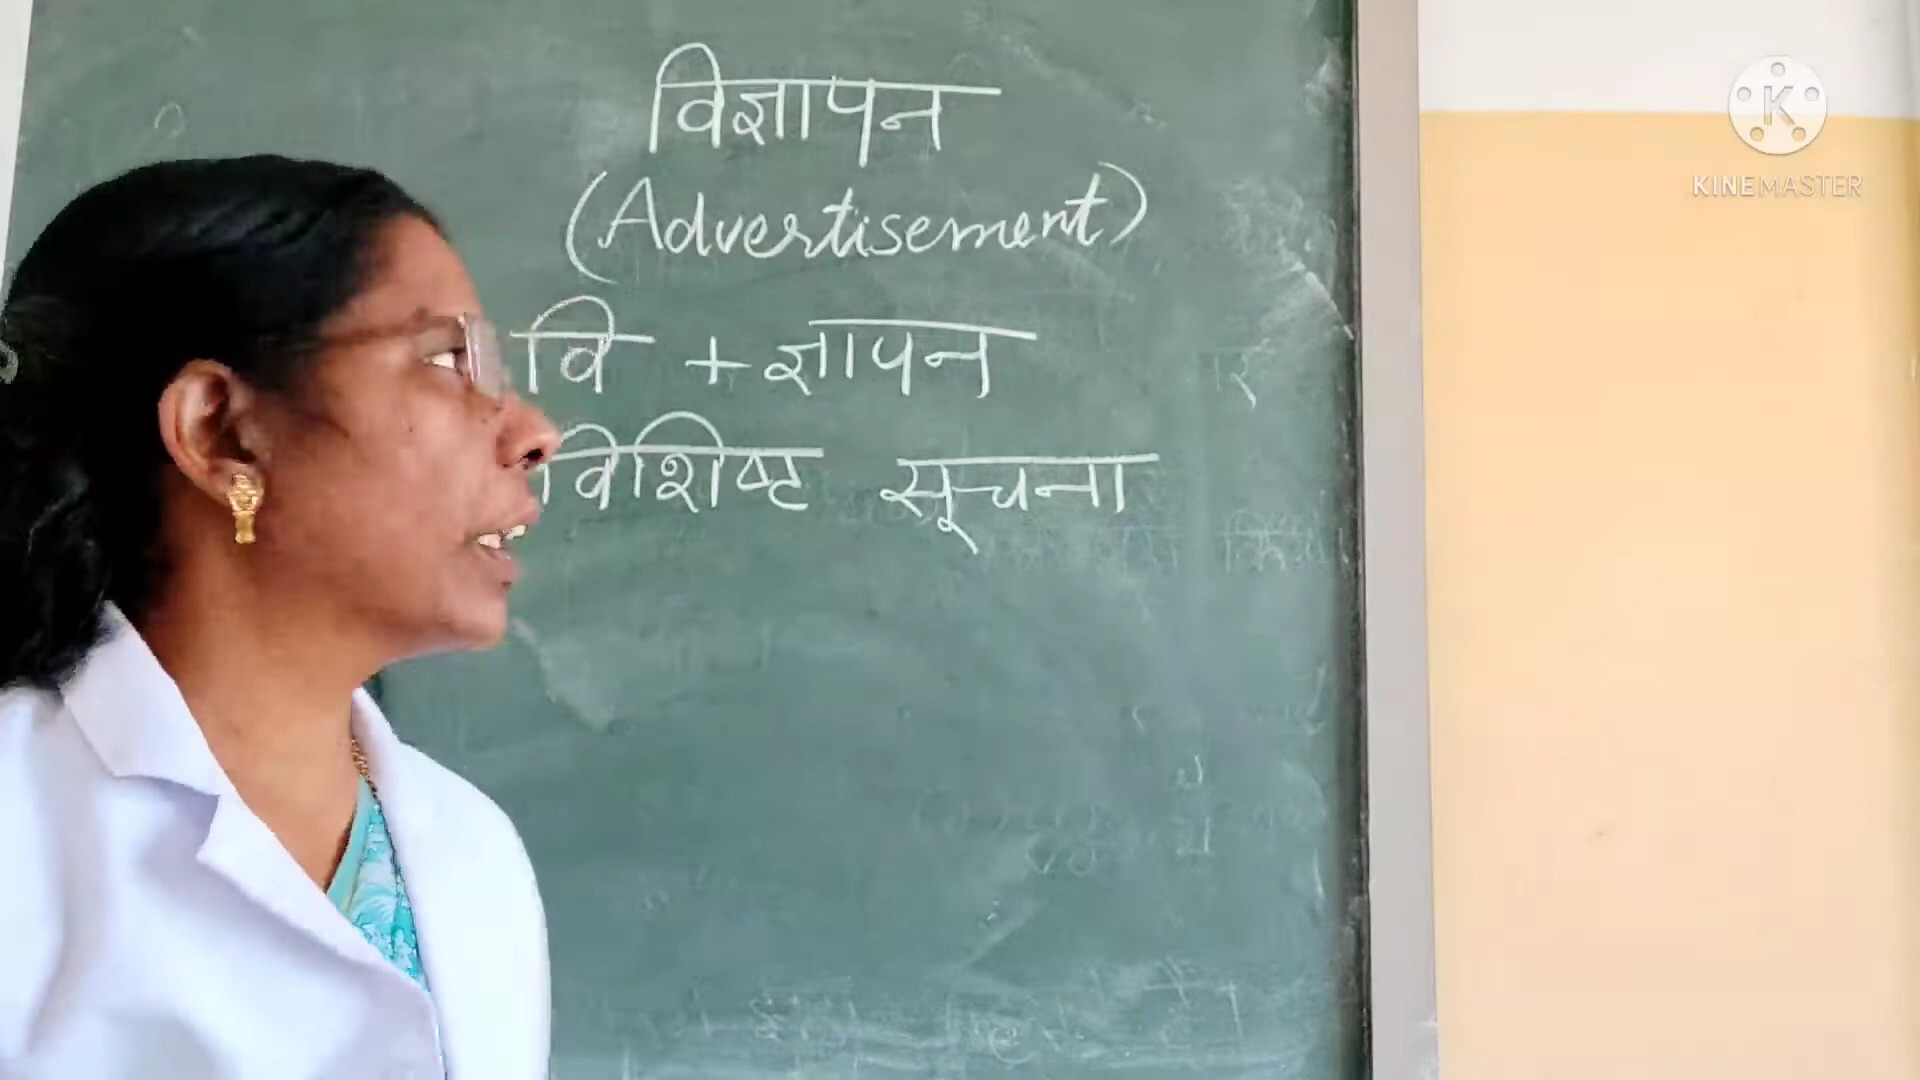 विज्ञापन
(Advertisement)
वि + ज्ञापन
विशिष्ट सूचना
K
KINEMASTER